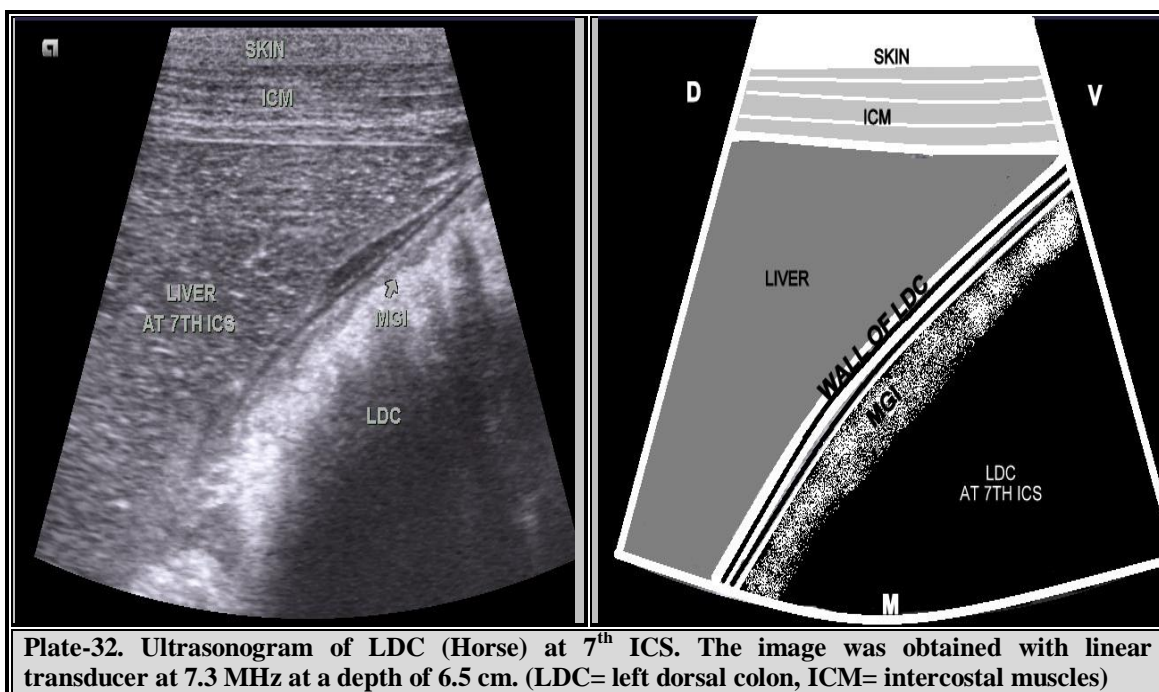 SKIN
ICM
LIVER
AT 7TH ICS
MGI
LDC
SKIN
D
V
ICM
LIVER
WALL OF LDC
MGI
LDC
AT 7TH ICS
M
Plate-32. Ultrasonogram of LDC (Horse) at 7th ICS. The image was obtained with linear
transducer at 7.3 MHz at a depth of 6.5 cm. (LDC= left dorsal colon, ICM= intercostal muscles)